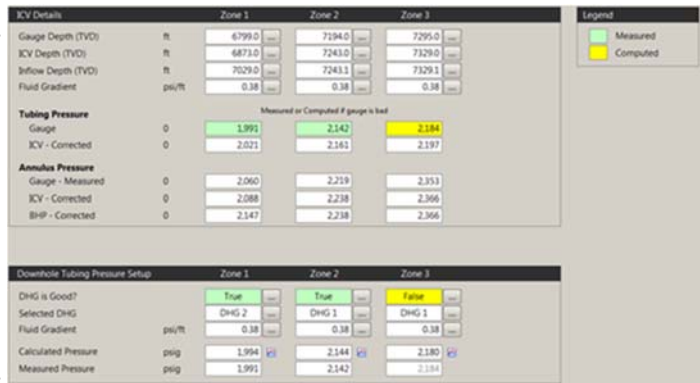 ICV Details Zone 1 Zone 2 Zone 3
Gauge Depth (TVD) ft 6799.0 ... 7194.0 ... 7295.0 ...
ICV Depth (TVD) ft 6873.0 ... 7243.0 ... 7329.0 ...
Inflow Depth (TVD) ft 7029.0 ... 7243.1 ... 7329.1 ...
Fluid Gradient psi/ft 0.38 ... 0.38 ... 0.38 ...
Tubing Pressure Measured or Computed if gauge is bad
Gauge 0 1,991 2,142 2,184
ICV - Corrected 0 2,021 2,161 2,197
Annulus Pressure
Gauge - Measured 0 2,060 2,219 2,353
ICV - Corrected 0 2,088 2,238 2,366
BHP - Corrected 0 2,147 2,238 2,366
Legend
Measured
Computed
Downhole Tubing Pressure Setup Zone 1 Zone 2 Zone 3
DHG is Good? True ... True ... False ...
Selected DHG DHG 2 ... DHG 1 ... DHG 1 ...
Fluid Gradient psi/ft 0.38 ... 0.38 ... 0.38 ...
Calculated Pressure psig 1,994 2,144 2,180
Measured Pressure psig 1,991 2,142 2,184